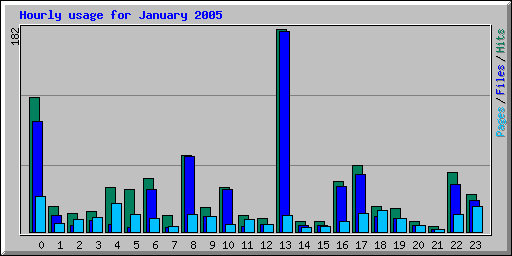 Hourly usage for January 2005
182
Pages/Files/Hits
0 1 2 3 4 5 6 7 8 9 10 11 12 13 14 15 16 17 18 19 20 21 22 23